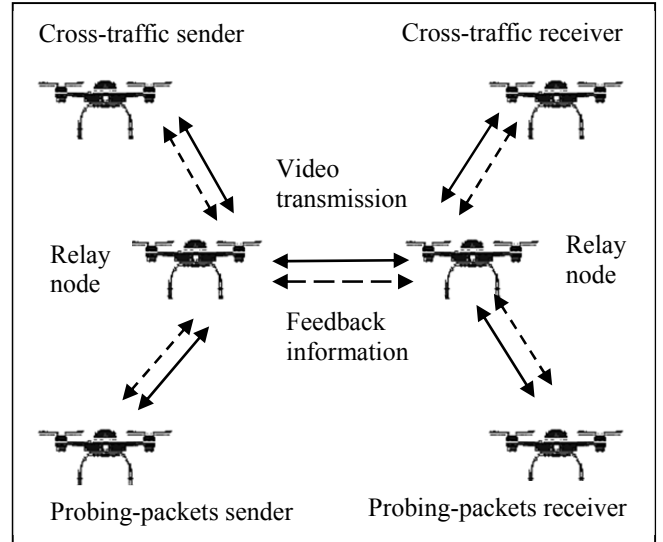 Cross-traffic sender
Cross-traffic receiver
Video
transmission
Relay
node
Relay
node
Feedback
information
Probing-packets sender
Probing-packets receiver